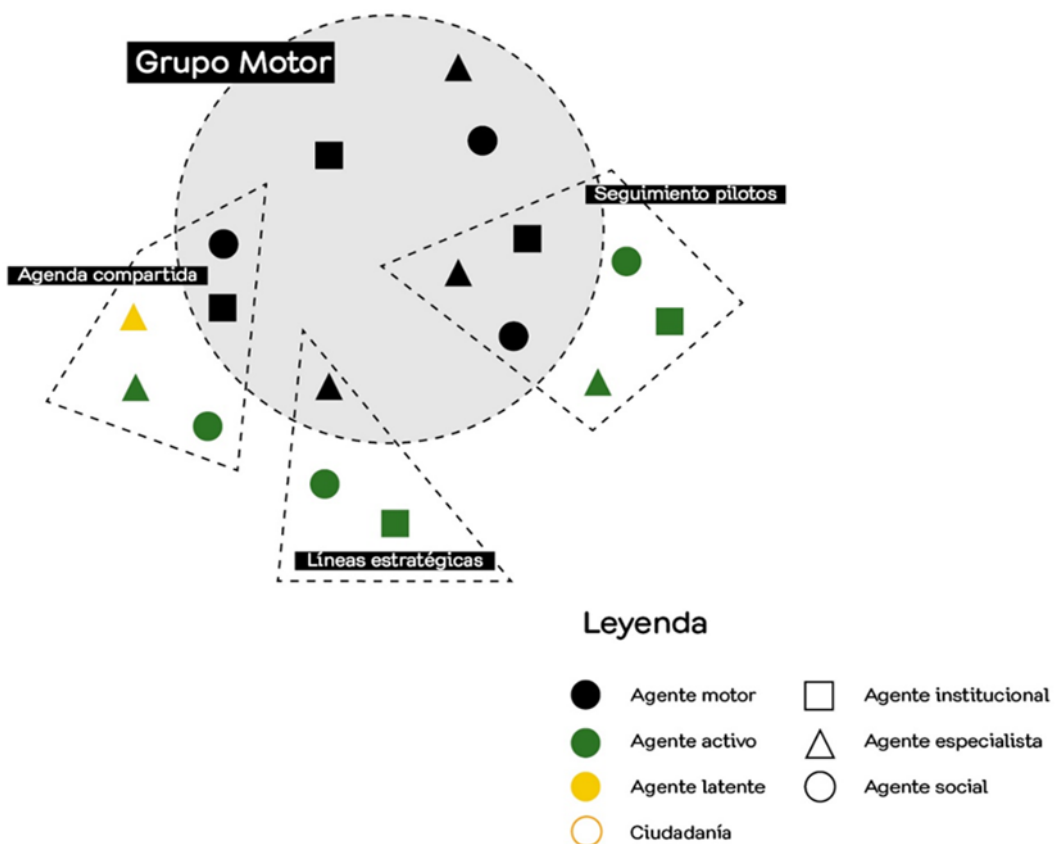 Grupo Motor
Seguimiento pilotos
Agenda compartida
Líneas estratégicas
Leyenda
Agente motor
Agente institucional
Agente activo
Agente especialista
Agente latente
Agente social
Ciudadanía